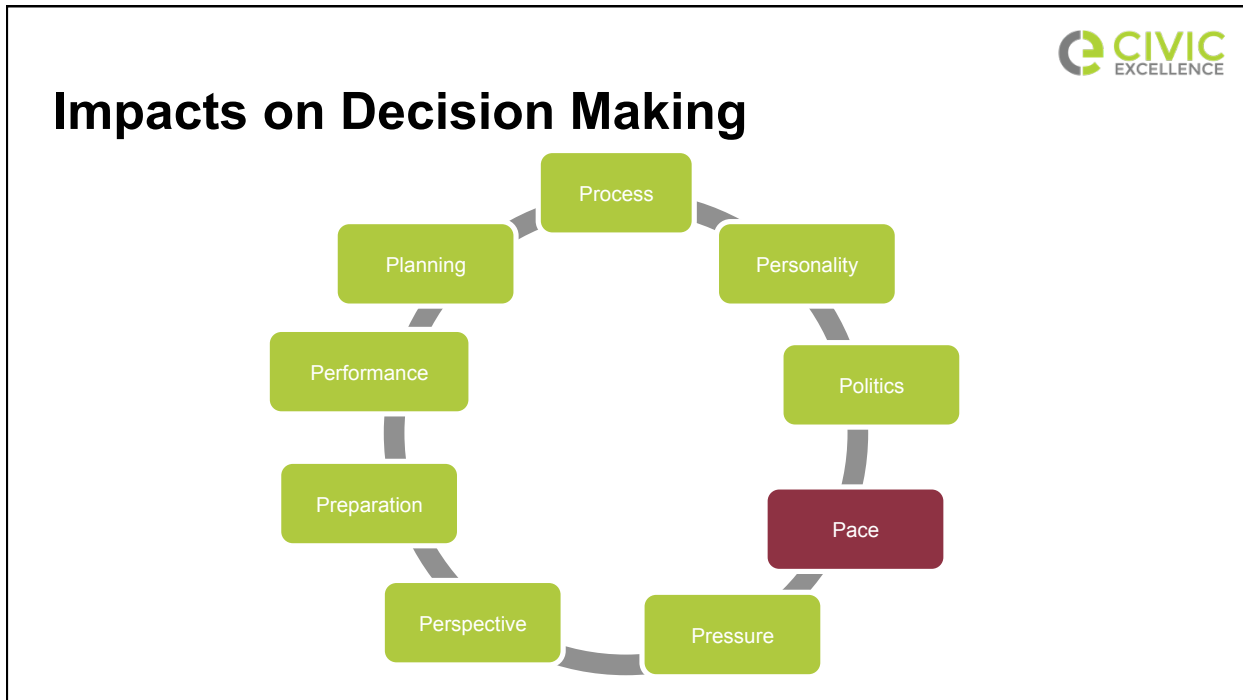 CIVIC
EXCELLENCE
Impacts on Decision Making
Process
Personality
Politics
Pace
Pressure
Perspective
Preparation
Performance
Planning